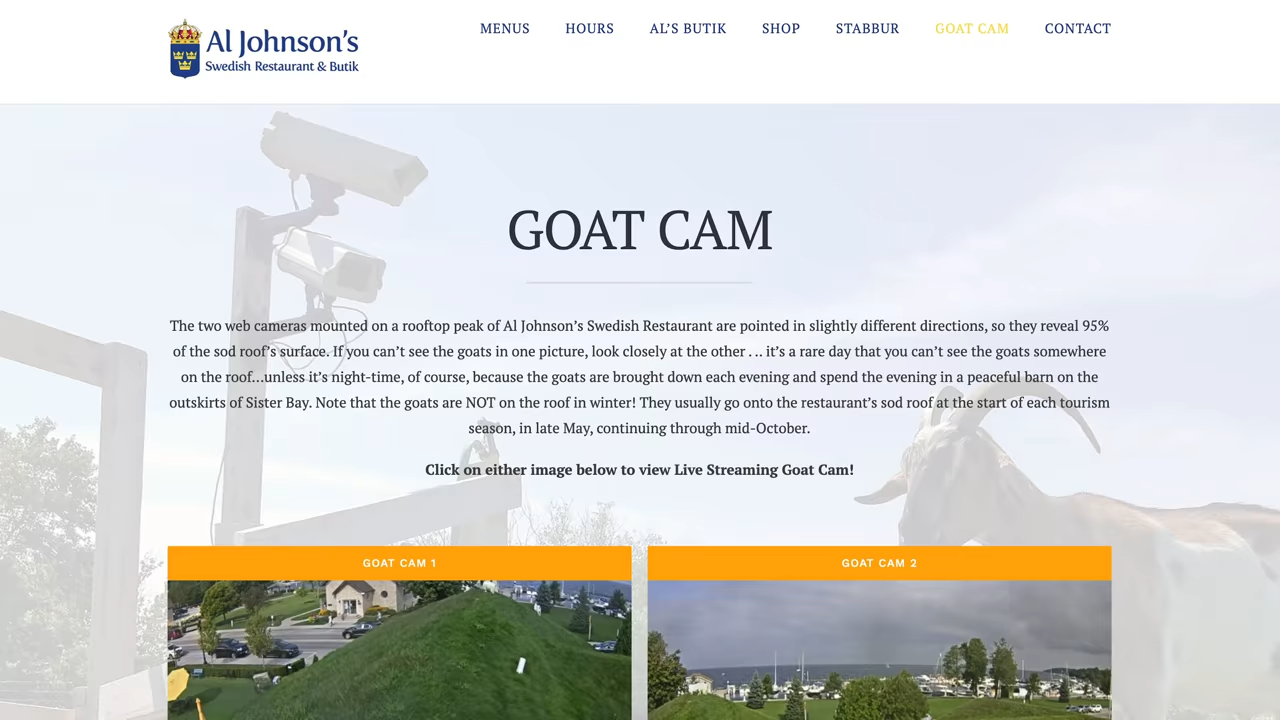 Al Johnson's
Swedish Restaurant & Butik
MENUS HOURS AL'S BUTIK SHOP STABBUR GOAT CAM CONTACT
GOAT CAM
The two web cameras mounted on a rooftop peak of Al Johnson’s Swedish Restaurant are pointed in slightly different directions, so they reveal 95%
of the sod roof’s surface. If you can’t see the goats in one picture, look closely at the other . .. it’s a rare day that you can’t see the goats somewhere
on the roof…unless it’s night-time, of course, because the goats are brought down each evening and spend the evening in a peaceful barn on the
outskirts of Sister Bay. Note that the goats are NOT on the roof in winter! They usually go onto the restaurant’s sod roof at the start of each tourism
season, in late May, continuing through mid-October.
Click on either image below to view Live Streaming Goat Cam!
GOAT CAM 1
GOAT CAM 2